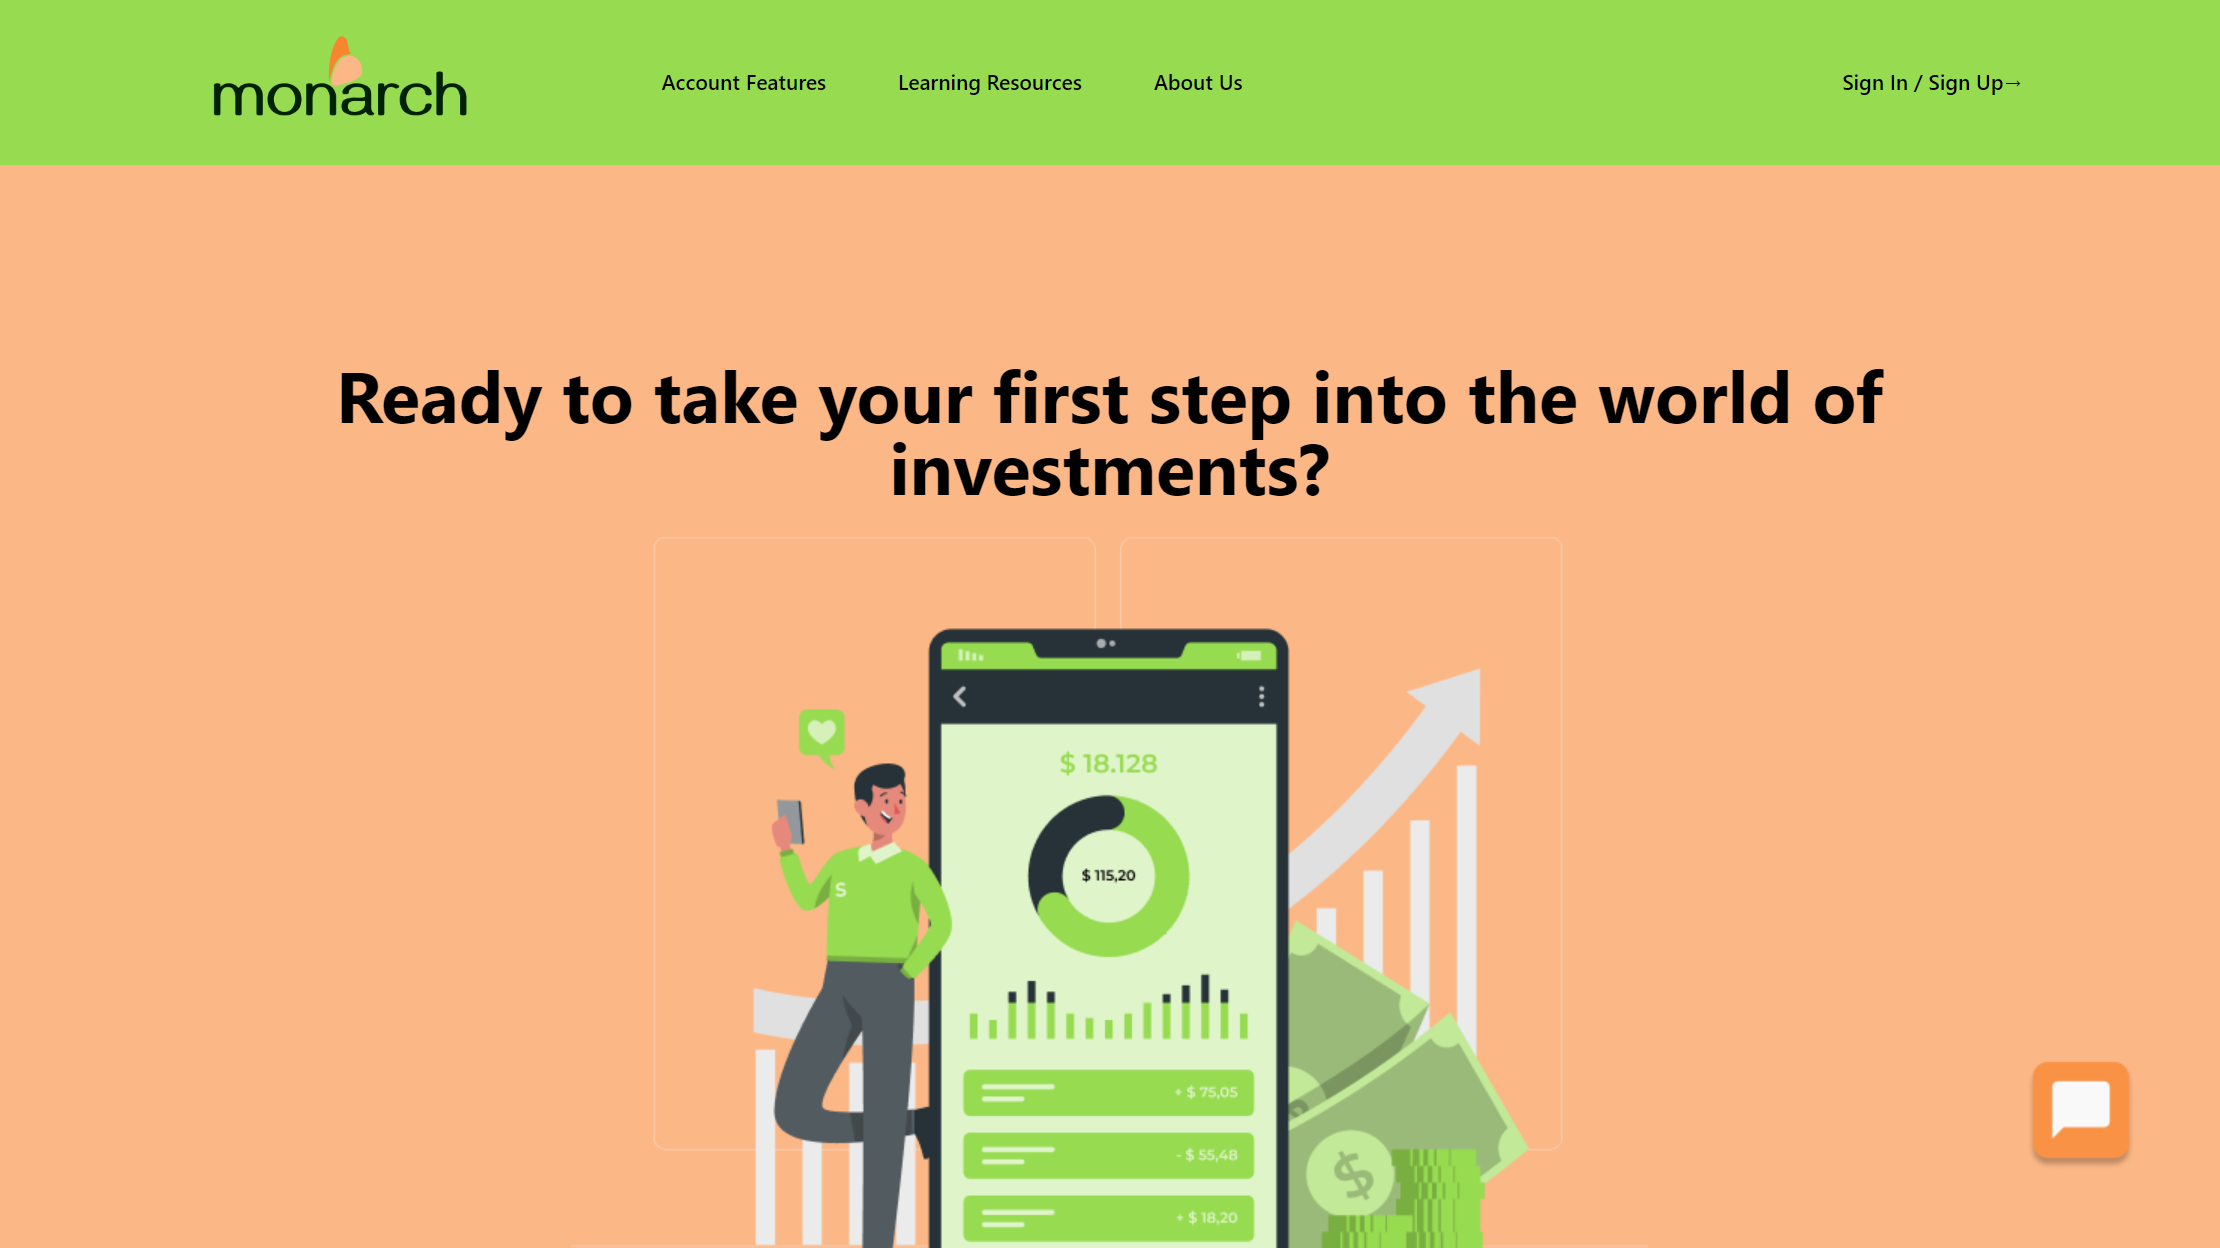 monarch
Account Features
Learning Resources
About Us
Sign In / Sign Up→
Ready to take your first step into the world of
investments?
$ 18.128
$ 115,20
S
+ $ 75,05
- $ 55,48
+ $ 18,20
$